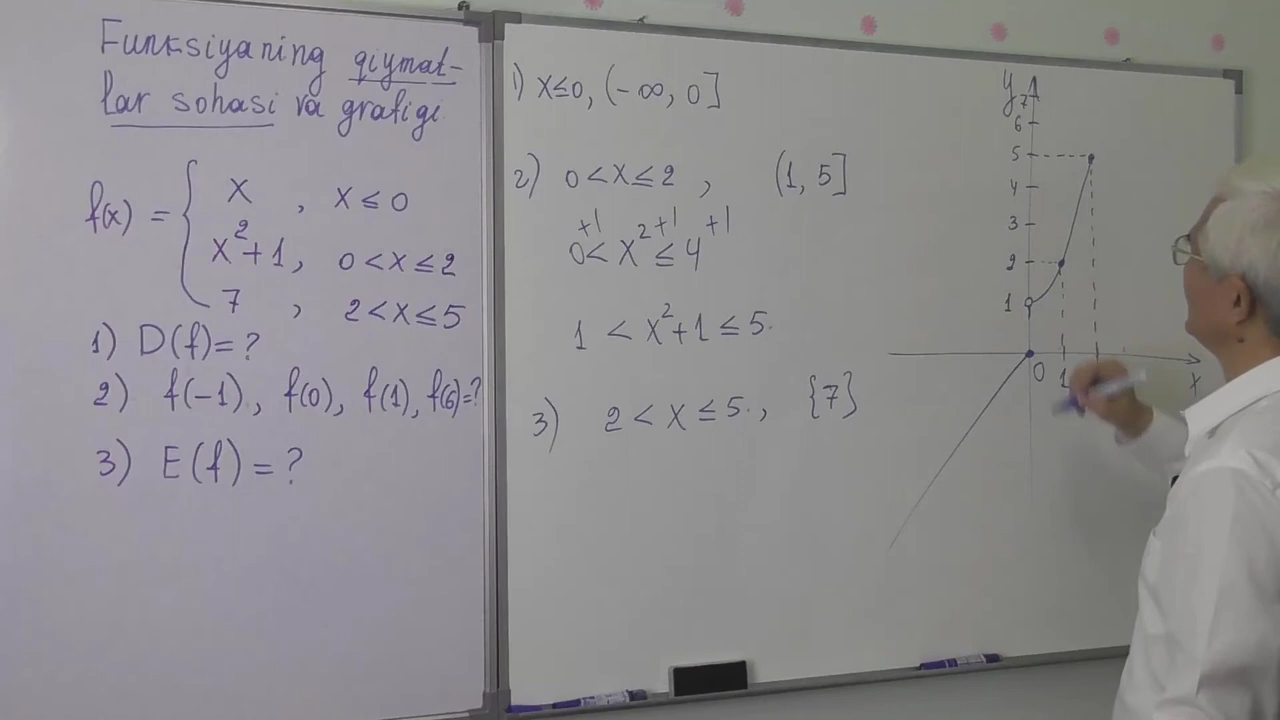 Funksiyaning qiymat-
lar sohasi va grafigi
f(x) = { x , x ≤ 0
x²+1, 0 < x ≤ 2
7 , 2 < x ≤ 5
1) D(f)=?
2) f(-1), f(0), f(1), f(6)=?
3) E(f)=?
1) x≤0, (-∞, 0]
2) 0<x≤2 , (1, 5]
+1 +1 +1
0< x² ≤ 4
1 < x²+1 ≤ 5.
3) 2 < x ≤ 5., {7}
y
7
6
5
4
3
2
1
0 1
x